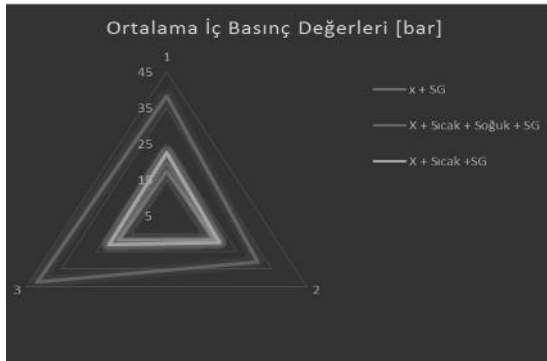 Ortalama İç Basınç Değerleri [bar]
1
45
35
25
15
5
3
2
x + SG
X + Sıcak + Soğuk + SG
X + Sıcak +SG